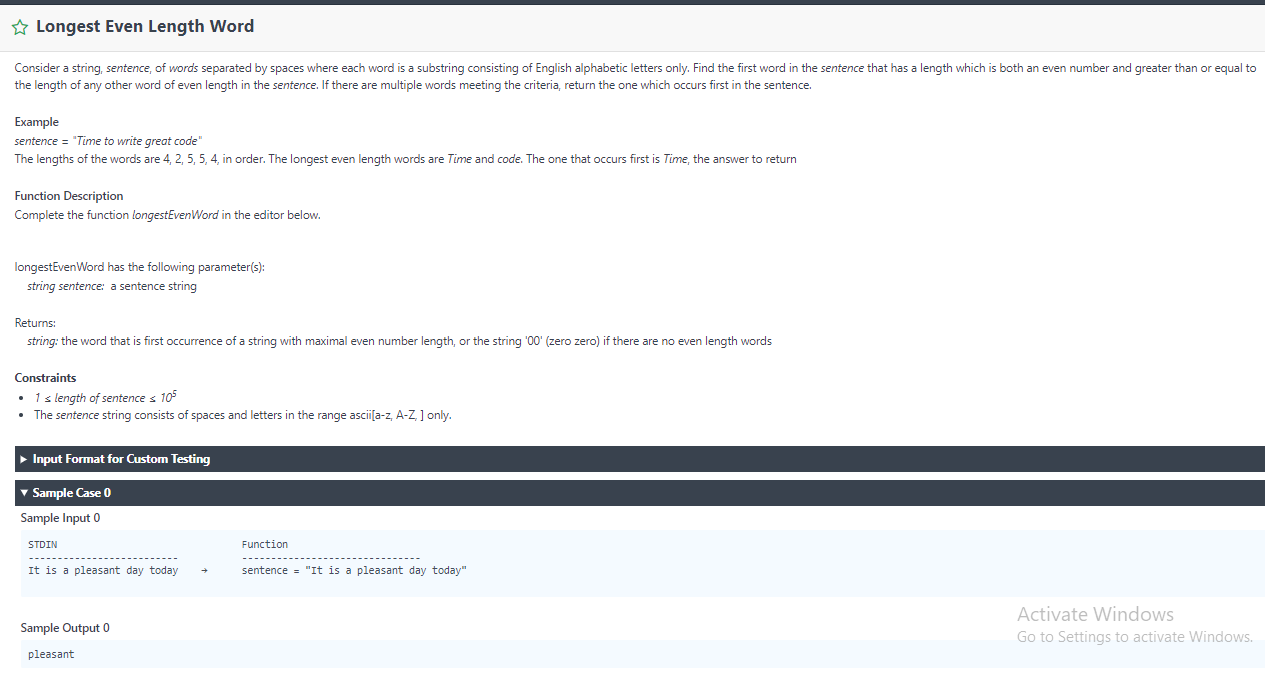 Longest Even Length Word
Consider a string, sentence, of words separated by spaces where each word is a substring consisting of English alphabetic letters only. Find the first word in the sentence that has a length which is both an even number and greater than or equal to
the length of any other word of even length in the sentence. If there are multiple words meeting the criteria, return the one which occurs first in the sentence.
Example
sentence = "Time to write great code"
The lengths of the words are 4, 2, 5, 5, 4, in order. The longest even length words are Time and code. The one that occurs first is Time, the answer to return
Function Description
Complete the function longestEvenWord in the editor below.
longestEvenWord has the following parameter(s):
string sentence: a sentence string
Returns:
string: the word that is first occurrence of a string with maximal even number length, or the string '00' (zero zero) if there are no even length words
Constraints
• 1 ≤ length of sentence ≤ 10⁵
• The sentence string consists of spaces and letters in the range ascii[a-z, A-Z, ] only.
▶ Input Format for Custom Testing
▼ Sample Case 0
Sample Input 0
STDIN Function
-------------------------- -------------------------------
It is a pleasant day today → sentence = "It is a pleasant day today"
Activate Windows
Go to Settings to activate Windows.
Sample Output 0
pleasant